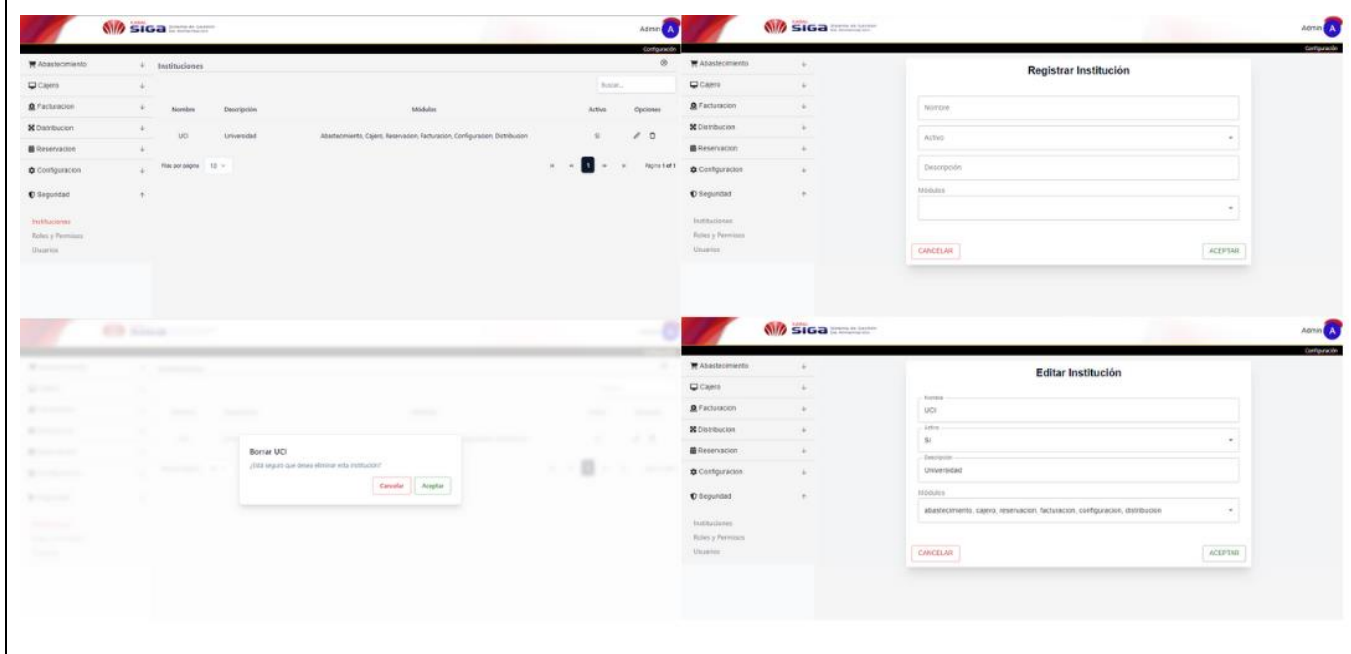 SIGA
Admin A
Configuración
Abastecimiento
Cajero
Facturacion
Distribucion
Reservacion
Configuracion
Seguridad
Instituciones
Roles y Permisos
Usuarios
Instituciones
Buscar...
Nombre Descripción Módulos Activo Opciones
UCI Universidad Abastecimiento, Cajero, Reservacion, Facturacion, Configuracion, Distribucion Si
Filas por página 10
1 Página 1 of 1
SIGA
Admin A
Configuración
Abastecimiento
Cajero
Facturacion
Distribucion
Reservacion
Configuracion
Seguridad
Instituciones
Roles y Permisos
Usuarios
Registrar Institución
Nombre
Activo
Descripción
Módulos
CANCELAR ACEPTAR
Borrar UCI
¿Está seguro que desea eliminar esta institución?
Cancelar Aceptar
SIGA
Admin A
Configuración
Abastecimiento
Cajero
Facturacion
Distribucion
Reservacion
Configuracion
Seguridad
Instituciones
Roles y Permisos
Usuarios
Editar Institución
Nombre
UCI
Activo
Si
Descripción
Universidad
Módulos
abastecimiento, cajero, reservacion, facturacion, configuracion, distribucion
CANCELAR ACEPTAR